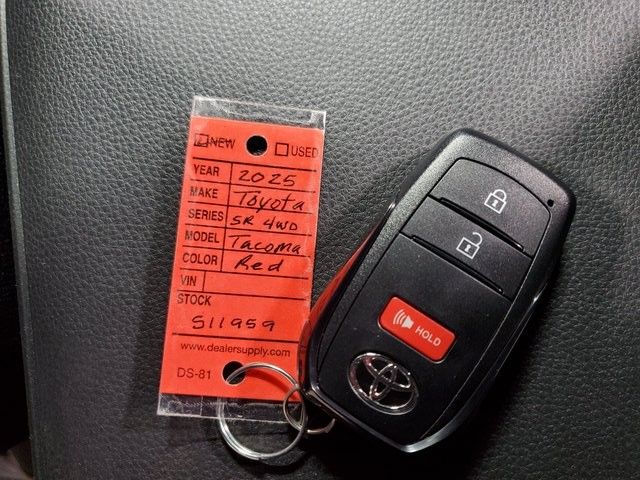 NEW USED
YEAR 2025
MAKE Toyota
SERIES SR 4WD
MODEL Tacoma
COLOR Red
VIN
STOCK
511959
www.dealersupply.com
DS-81
HOLD